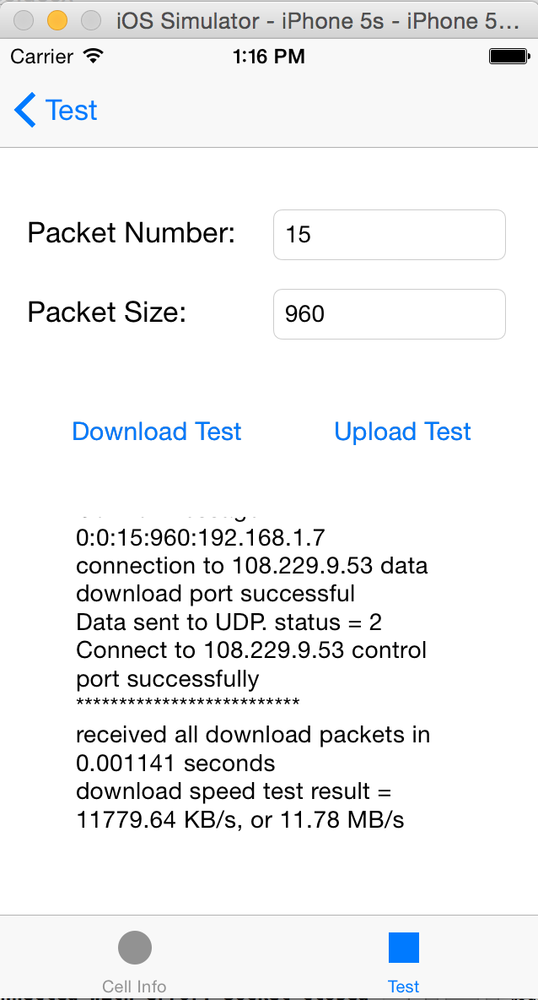 iOS Simulator - iPhone 5s - iPhone 5...
Carrier 1:16 PM
Test
Packet Number: 15
Packet Size: 960
Download Test Upload Test
0:0:15:960:192.168.1.7
connection to 108.229.9.53 data
download port successful
Data sent to UDP. status = 2
Connect to 108.229.9.53 control
port successfully
**************************
received all download packets in
0.001141 seconds
download speed test result =
11779.64 KB/s, or 11.78 MB/s
Cell Info Test